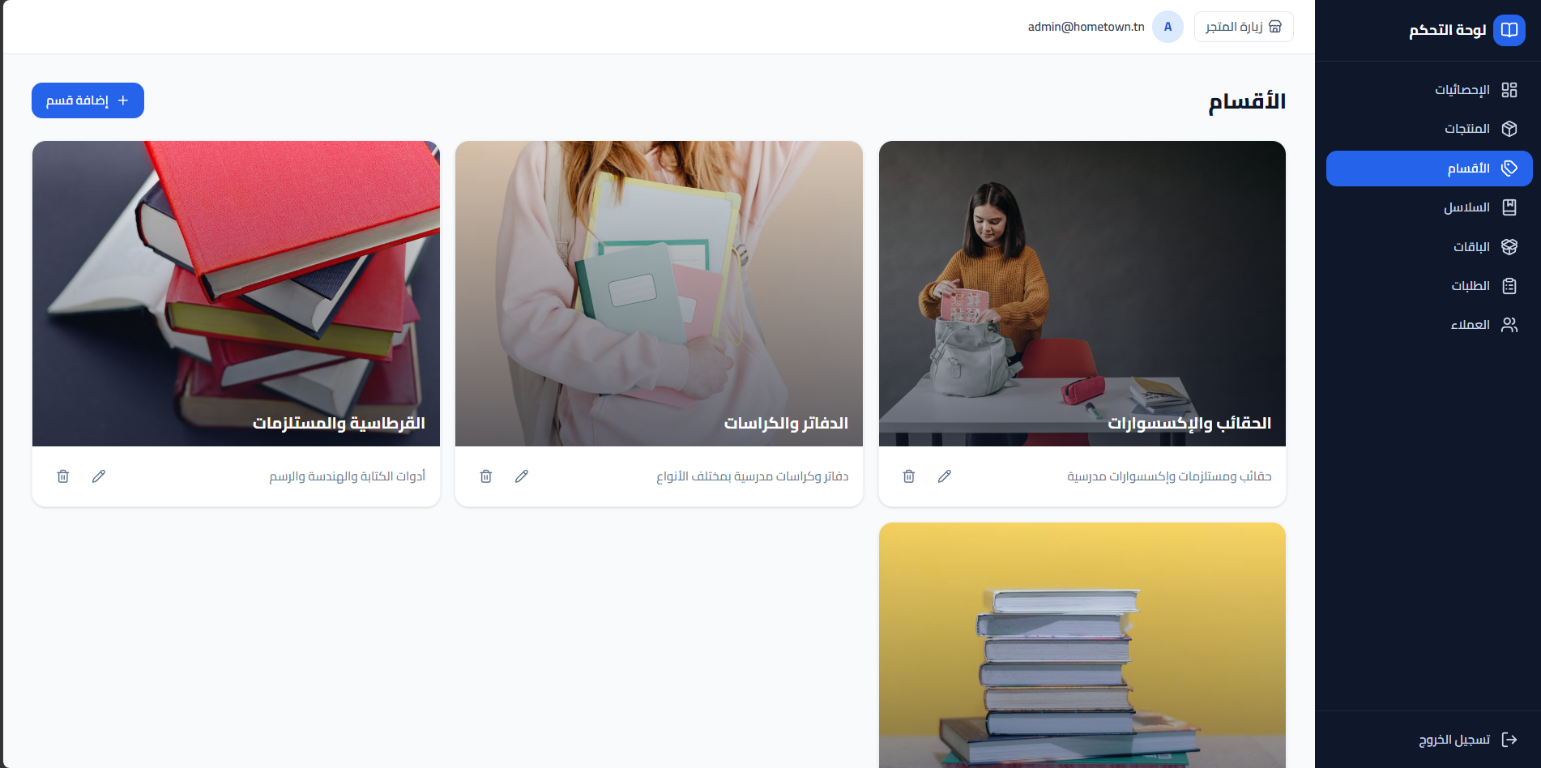 لوحة التحكم
الإحصائيات
المنتجات
الأقسام
السلاسل
الباقات
الطلبات
العملاء
تسجيل الخروج
زيارة المتجر
A
admin@hometown.tn
الأقسام
إضافة قسم
الحقائب والإكسسوارات
حقائب ومستلزمات وإكسسوارات مدرسية
الدفاتر والكراسات
دفاتر وكراسات مدرسية بمختلف الأنواع
القرطاسية والمستلزمات
أدوات الكتابة والهندسة والرسم